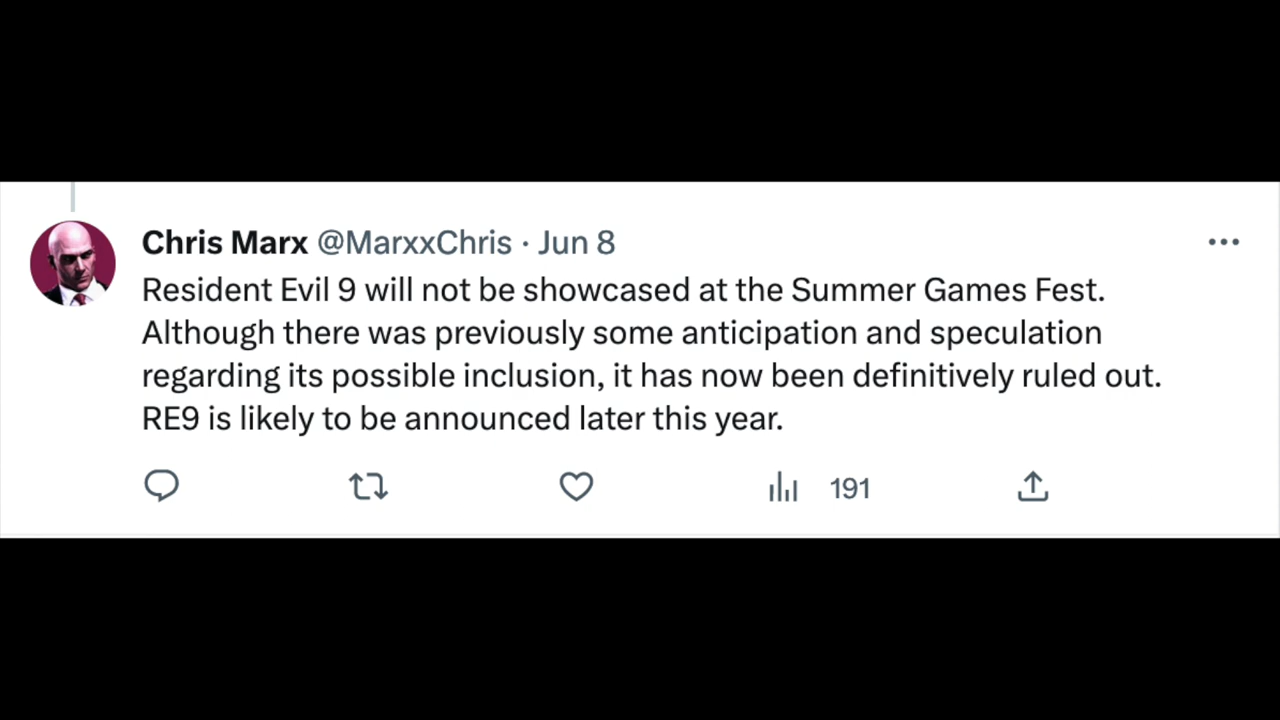 Chris Marx @MarxxChris · Jun 8
Resident Evil 9 will not be showcased at the Summer Games Fest.
Although there was previously some anticipation and speculation
regarding its possible inclusion, it has now been definitively ruled out.
RE9 is likely to be announced later this year.
191